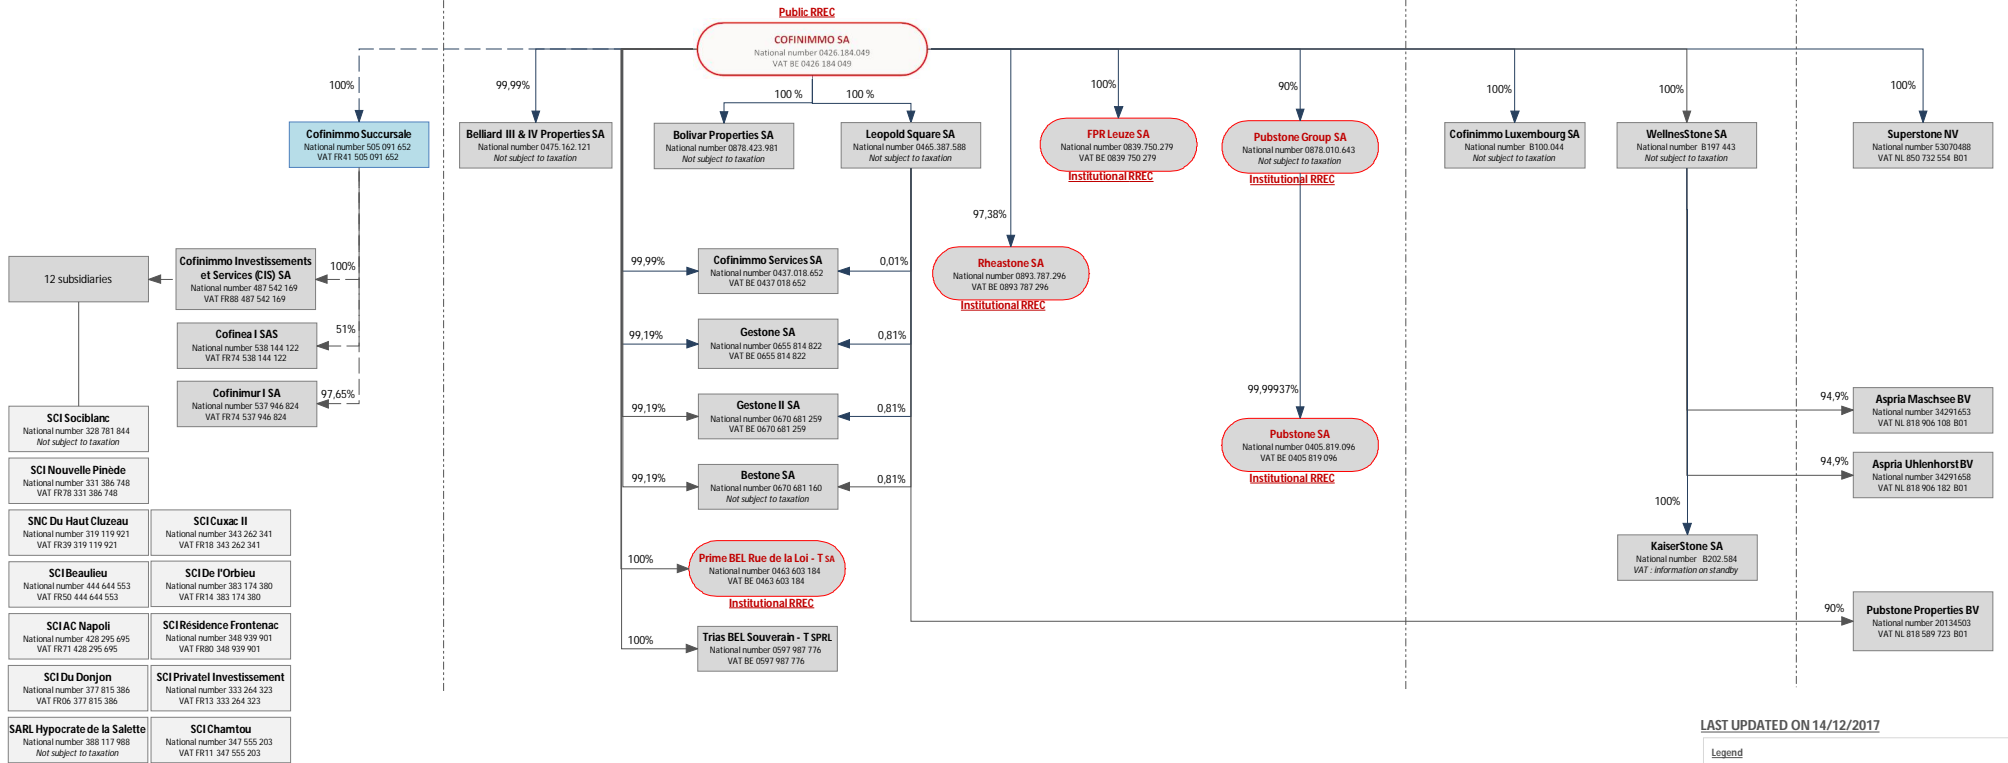 Public RREC
COFINIMMO SA
National number 0426.184.049
VAT BE 0426 184 049
100%
99,99%
100 %
100 %
100%
90%
100%
100%
100%
Cofinimmo Succursale
National number 505 091 652
VAT FR41 505 091 652
Belliard III & IV Properties SA
National number 0475.162.121
Not subject to taxation
Bolivar Properties SA
National number 0878.423.981
Not subject to taxation
Leopold Square SA
National number 0465.387.588
Not subject to taxation
FPR Leuze SA
National number 0839.750.279
VAT BE 0839 750 279
Institutional RREC
Pubstone Group SA
National number 0878.010.643
Not subject to taxation
Institutional RREC
Cofinimmo Luxembourg SA
National number B100.044
Not subject to taxation
WellnesStone SA
National number B197 443
Not subject to taxation
Superstone NV
National number 53070488
VAT NL 850 732 554 B01
97,38%
12 subsidiaries
Cofinimmo Investissements
et Services (CIS) SA
National number 487 542 169
VAT FR88 487 542 169
100%
99,99%
Cofinimmo Services SA
National number 0437.018.652
VAT BE 0437 018 652
0,01%
Rheastone SA
National number 0893.787.296
VAT BE 0893 787 296
Institutional RREC
Cofinea I SAS
National number 538 144 122
VAT FR74 538 144 122
51%
99,19%
Gestone SA
National number 0655 814 822
VAT BE 0655 814 822
0,81%
Cofinimur I SA
National number 537 946 824
VAT FR74 537 946 824
97,65%
99,19%
Gestone II SA
National number 0670 681 259
VAT BE 0670 681 259
0,81%
99,99937%
Pubstone SA
National number 0405.819.096
VAT BE 0405 819 096
Institutional RREC
94,9%
Aspria Maschsee BV
National number 34291653
VAT NL 818 906 108 B01
SCI Sociblanc
National number 328 781 844
Not subject to taxation
99,19%
Bestone SA
National number 0670 681 160
Not subject to taxation
0,81%
94,9%
Aspria Uhlenhorst BV
National number 34291658
VAT NL 818 906 182 B01
SCI Nouvelle Pinède
National number 331 386 748
VAT FR78 331 386 748
100%
KaiserStone SA
National number B202.584
VAT : information on standby
SNC Du Haut Cluzeau
National number 319 119 921
VAT FR39 319 119 921
SCI Cuxac II
National number 343 262 341
VAT FR18 343 262 341
100%
Prime BEL Rue de la Loi - T SA
National number 0463 603 184
VAT BE 0463 603 184
Institutional RREC
SCI Beaulieu
National number 444 644 553
VAT FR50 444 644 553
SCI De l'Orbieu
National number 383 174 380
VAT FR14 383 174 380
90%
Pubstone Properties BV
National number 20134503
VAT NL 818 589 723 B01
SCI AC Napoli
National number 428 295 695
VAT FR71 428 295 695
SCI Résidence Frontenac
National number 348 939 901
VAT FR80 348 939 901
100%
Trias BEL Souverain - T SPRL
National number 0597 987 776
VAT BE 0597 987 776
SCI Du Donjon
National number 377 815 386
VAT FR06 377 815 386
SCI Privatel Investissement
National number 333 264 323
VAT FR13 333 264 323
SARL Hypocrate de la Salette
National number 388 117 988
Not subject to taxation
SCI Chamtou
National number 347 555 203
VAT FR11 347 555 203
LAST UPDATED ON 14/12/2017
Legend